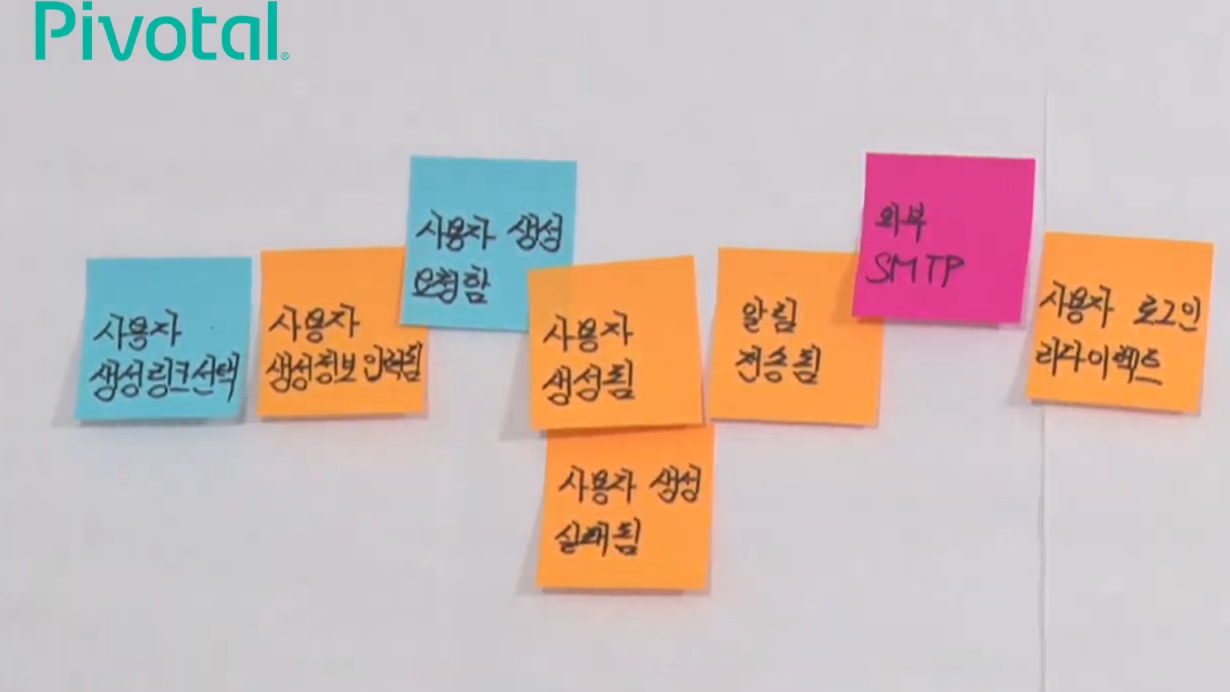 Pivotal
사용자
생성링크선택
사용자
생성정보입력됨
사용자 생성
요청함
사용자
생성됨
사용자 생성
실패됨
알림
전송됨
외부
SMTP
사용자 로그인
리다이렉트